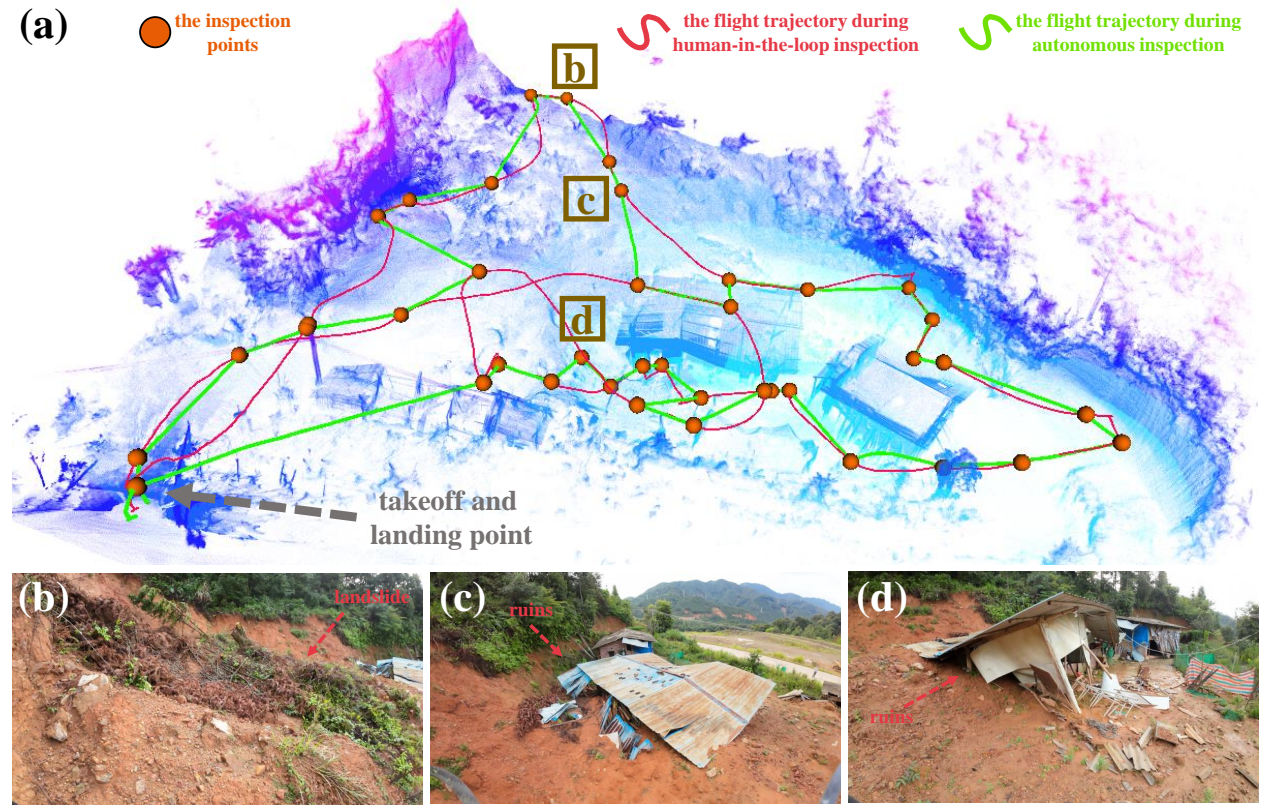 (a)
the inspection
points
the flight trajectory during
human-in-the-loop inspection
the flight trajectory during
autonomous inspection
b
c
d
takeoff and
landing point
(b)
landslide
(c)
ruins
(d)
ruins